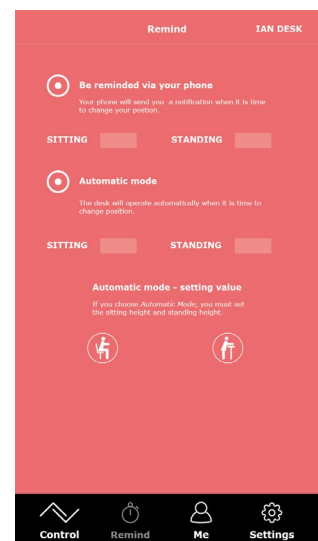 Remind IAN DESK
Be reminded via your phone
Your phone will send you a notification when it is time
to change your postion.
SITTING STANDING
Automatic mode
The desk will operate automatically when it is time to
change position.
SITTING STANDING
Automatic mode - setting value
If you choose Automatic Mode, you must set
the sitting height and standing height.
Control Remind Me Settings